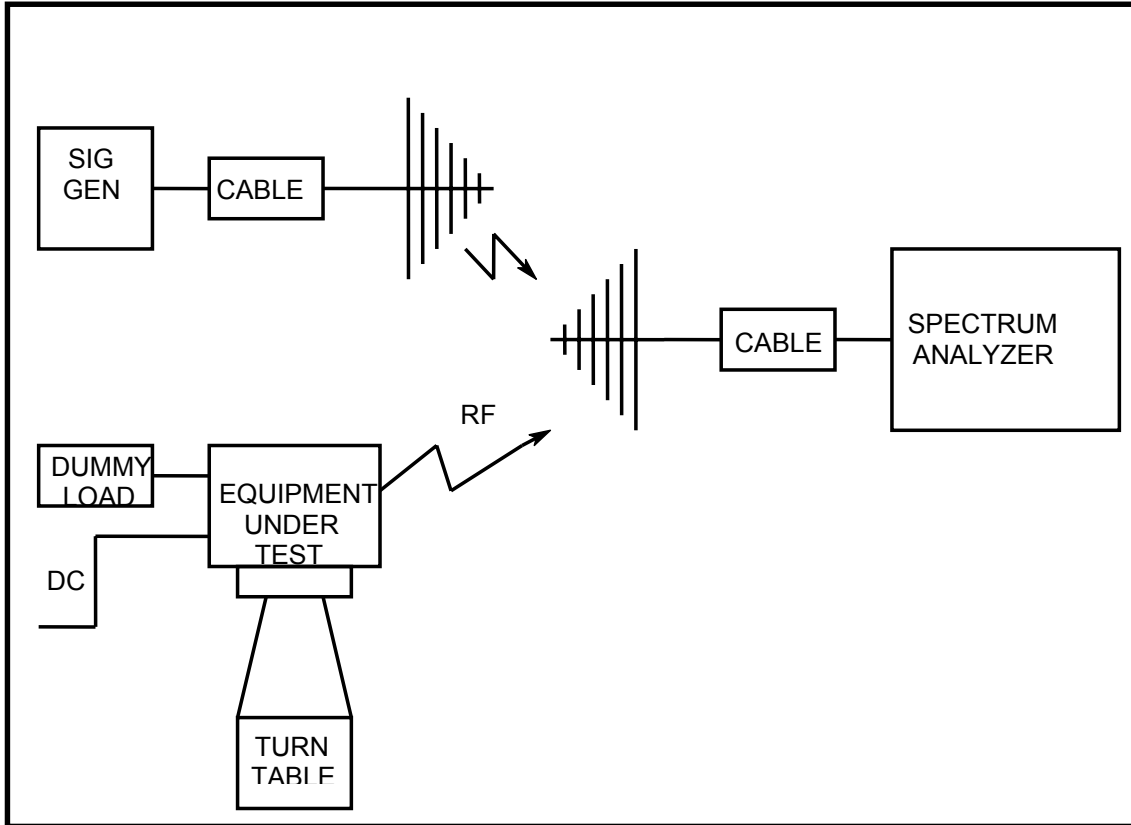 SIG
GEN
CABLE
CABLE
SPECTRUM
ANALYZER
RF
DUMMY
LOAD
EQUIPMENT
UNDER
TEST
DC
TURN
TABLE